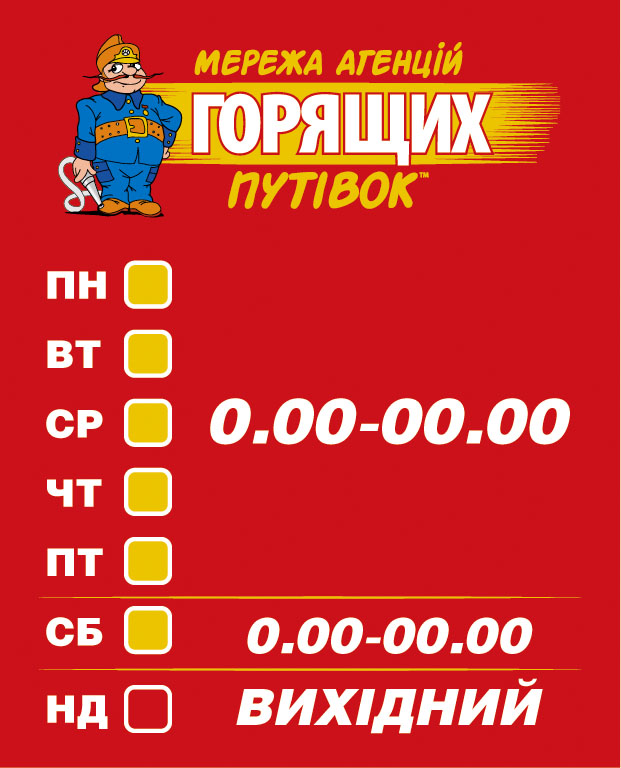 МЕРЕЖА АГЕНЦІЙ
ГОРЯЩИХ
ПУТІВОК™
ПН
ВТ
СР 0.00-00.00
ЧТ
ПТ
СБ 0.00-00.00
НД ВИХІДНИЙ